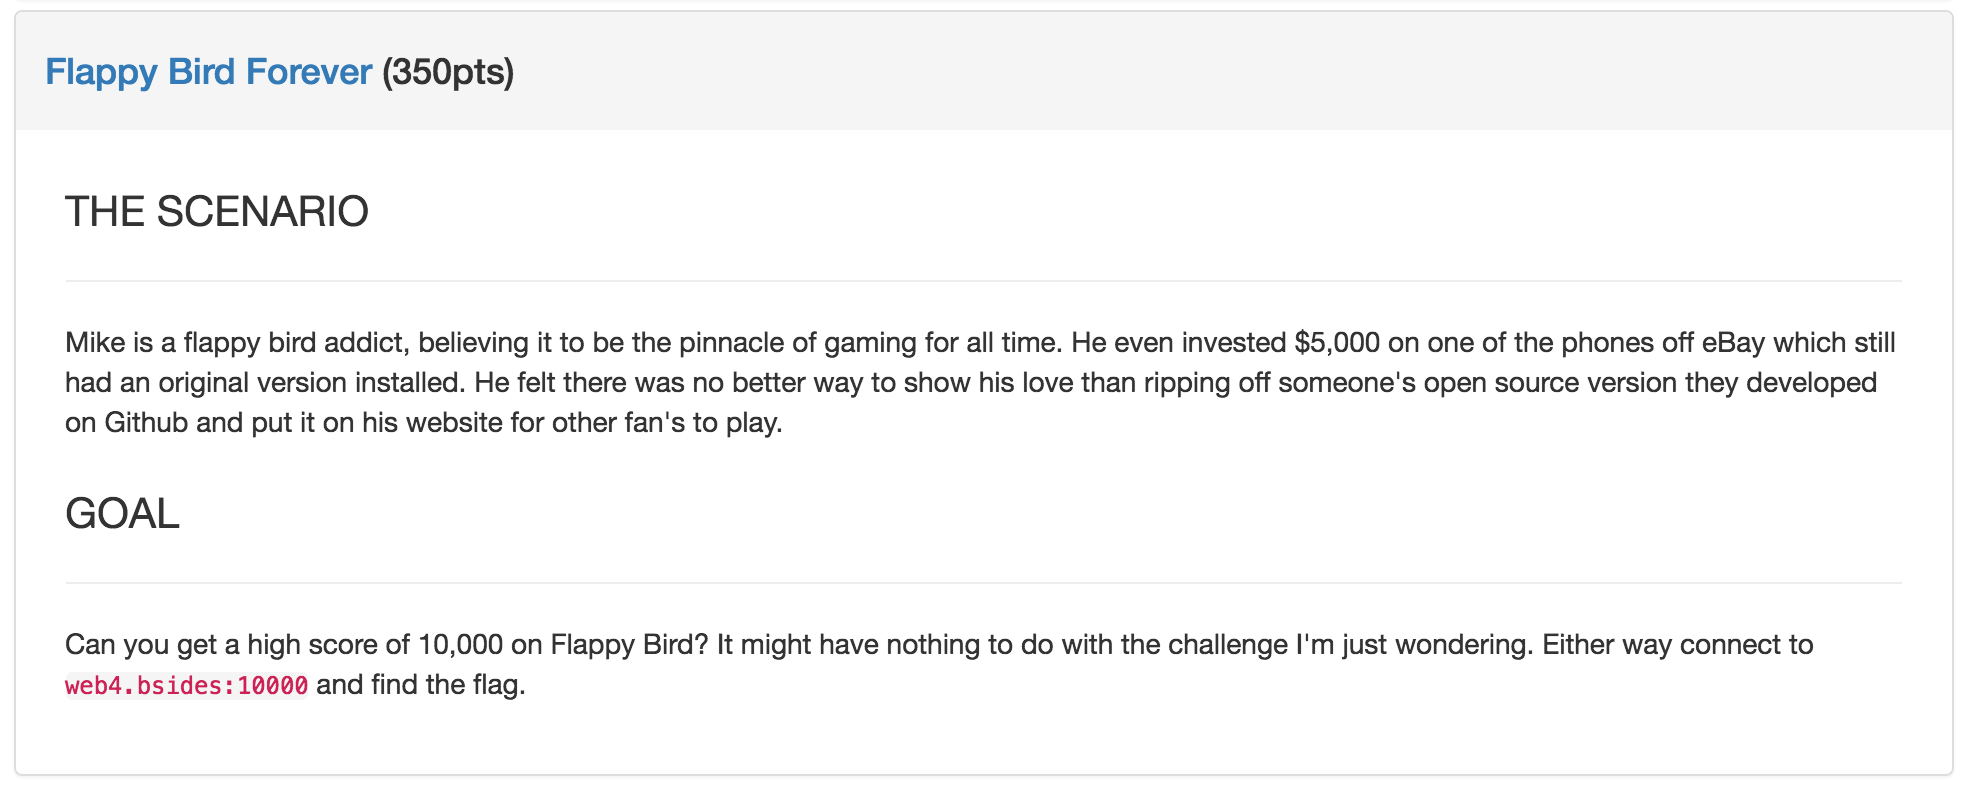 Flappy Bird Forever (350pts)
THE SCENARIO
Mike is a flappy bird addict, believing it to be the pinnacle of gaming for all time. He even invested $5,000 on one of the phones off eBay which still
had an original version installed. He felt there was no better way to show his love than ripping off someone's open source version they developed
on Github and put it on his website for other fan's to play.
GOAL
Can you get a high score of 10,000 on Flappy Bird? It might have nothing to do with the challenge I'm just wondering. Either way connect to
web4.bsides:10000 and find the flag.